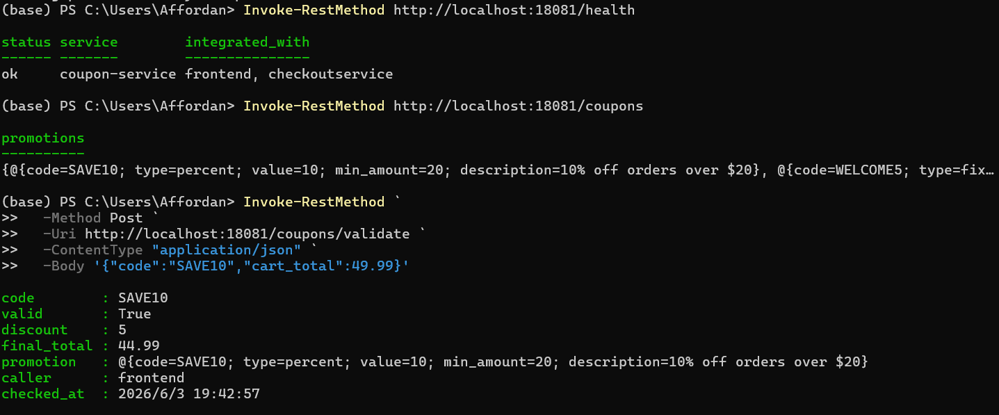 (base) PS C:\Users\Affordan> Invoke-RestMethod http://localhost:18081/health
status service        integrated_with
------ -------        ---------------
ok     coupon-service frontend, checkoutservice
(base) PS C:\Users\Affordan> Invoke-RestMethod http://localhost:18081/coupons
promotions
----------
{@{code=SAVE10; type=percent; value=10; min_amount=20; description=10% off orders over $20}, @{code=WELCOME5; type=fix…
(base) PS C:\Users\Affordan> Invoke-RestMethod `
>>   -Method Post `
>>   -Uri http://localhost:18081/coupons/validate `
>>   -ContentType "application/json" `
>>   -Body '{"code":"SAVE10","cart_total":49.99}'
code        : SAVE10
valid       : True
discount    : 5
final_total : 44.99
promotion   : @{code=SAVE10; type=percent; value=10; min_amount=20; description=10% off orders over $20}
caller      : frontend
checked_at  : 2026/6/3 19:42:57